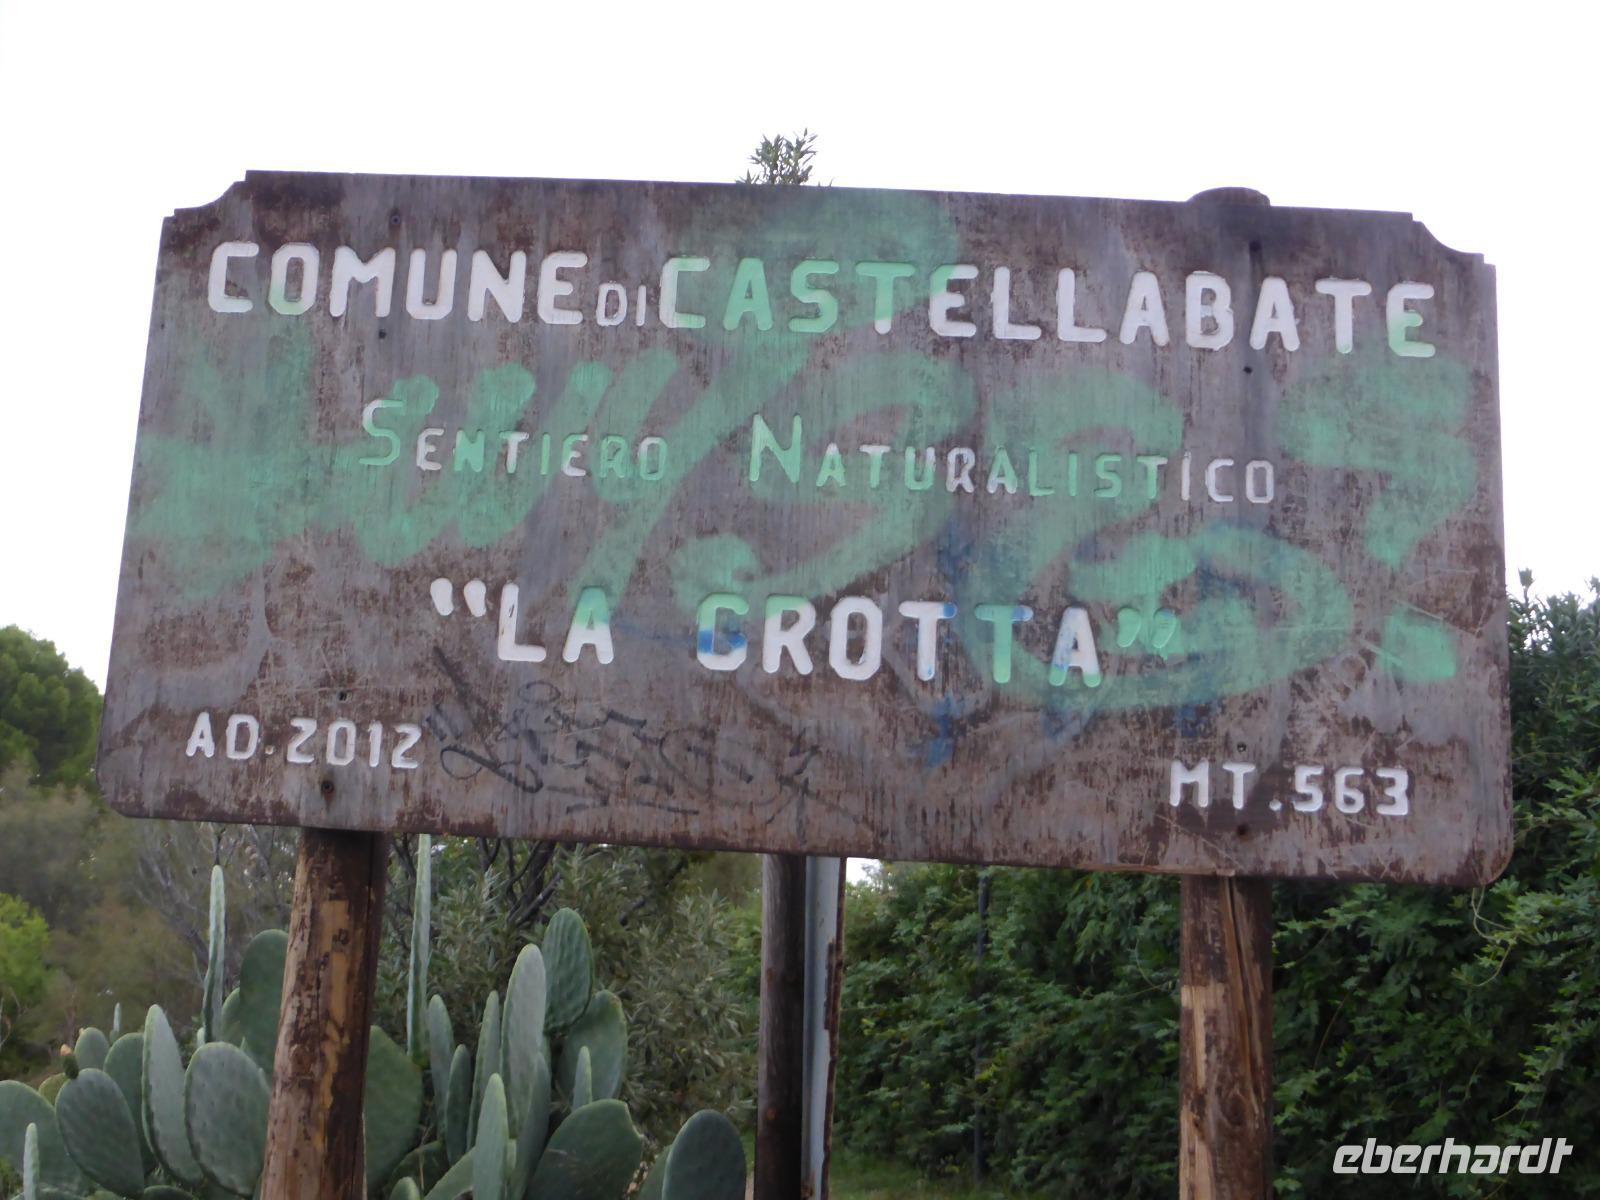 COMUNE DI CASTELLABATE
SENTIERO NATURALISTICO
"LA GROTTA"
AD. 2012
MT. 563
eberhardt